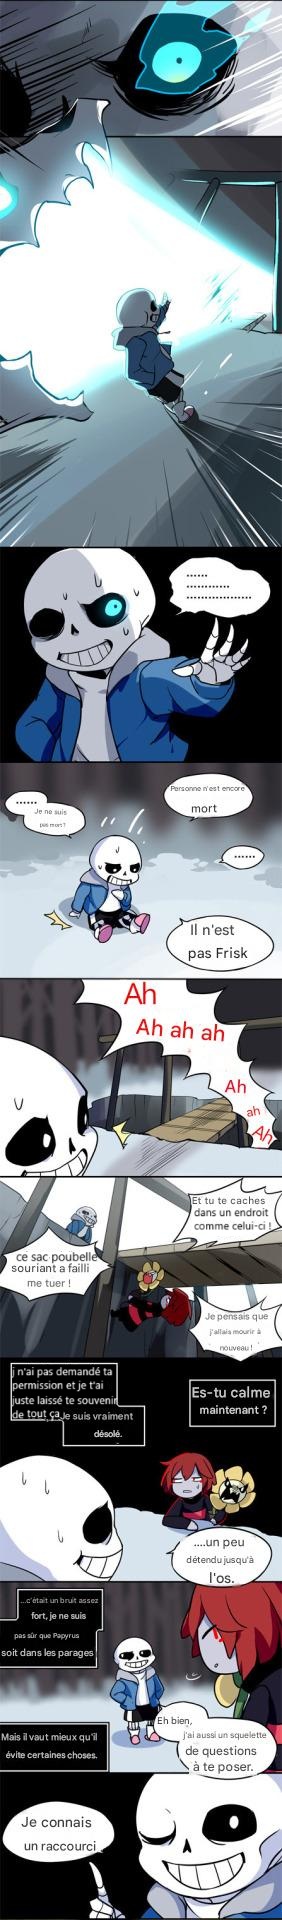 ......
............
..................
......
Je ne suis
pas mort?
Personne n'est encore
mort
......
Il n'est
pas Frisk
Ah
Ah ah ah
Ah
ah
Ah
Et tu te caches
dans un endroit
comme celui-ci !
ce sac poubelle
souriant a failli
me tuer !
Je pensais que
j'allais mourir à
nouveau !
j n'ai pas demandé ta
permission et je t'ai
juste laissé te souvenir
de tout ça
Je suis vraiment
désolé.
Es-tu calme
maintenant ?
....un peu
détendu jusqu'à
l'os.
...c'était un bruit assez
fort, je ne suis
pas sûr que Papyrus
soit dans les parages
Mais il vaut mieux qu'il
évite certaines choses.
Eh bien,
j'ai aussi un squelette
de questions
à te poser.
Je connais
un raccourci